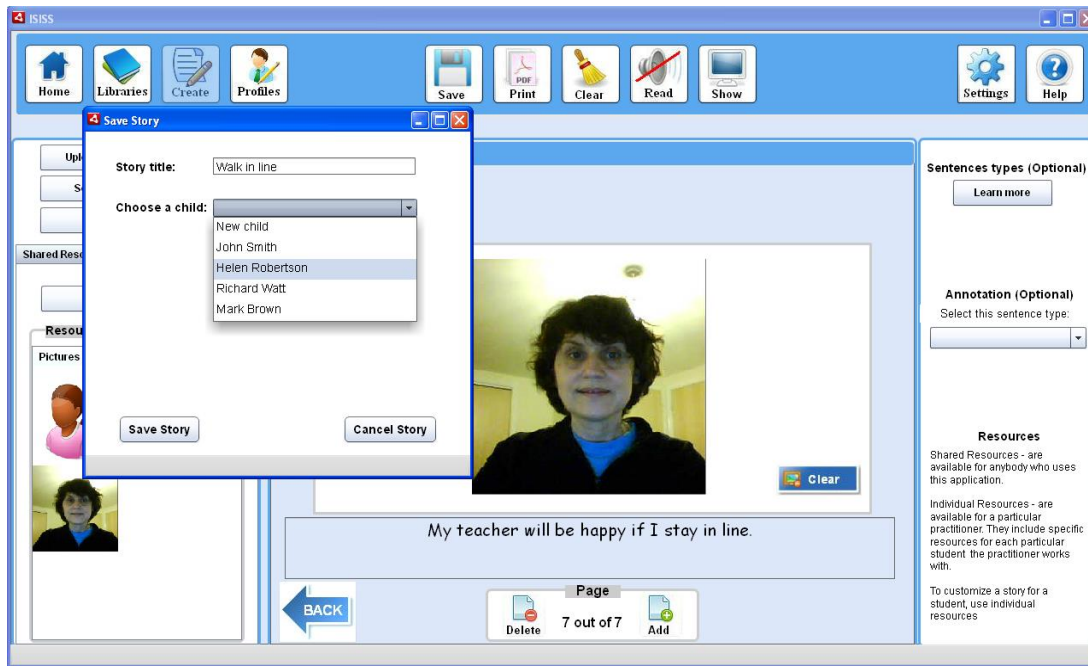 ISISS
Home
Libraries
Create
Profiles
Save
PDF
Print
Clear
Read
Show
Settings
Help
Save Story
Story title:
Walk in line
Choose a child:
New child
John Smith
Helen Robertson
Richard Watt
Mark Brown
Save Story
Cancel Story
Upl
S
Shared Reso
Resou
Pictures
Clear
My teacher will be happy if I stay in line.
BACK
Page
Delete
7 out of 7
Add
Sentences types (Optional)
Learn more
Annotation (Optional)
Select this sentence type:
Resources
Shared Resources - are
available for anybody who uses
this application.
Individual Resources - are
available for a particular
practitioner. They include specific
resources for each particular
student the practitioner works
with.
To customize a story for a
student, use individual
resources